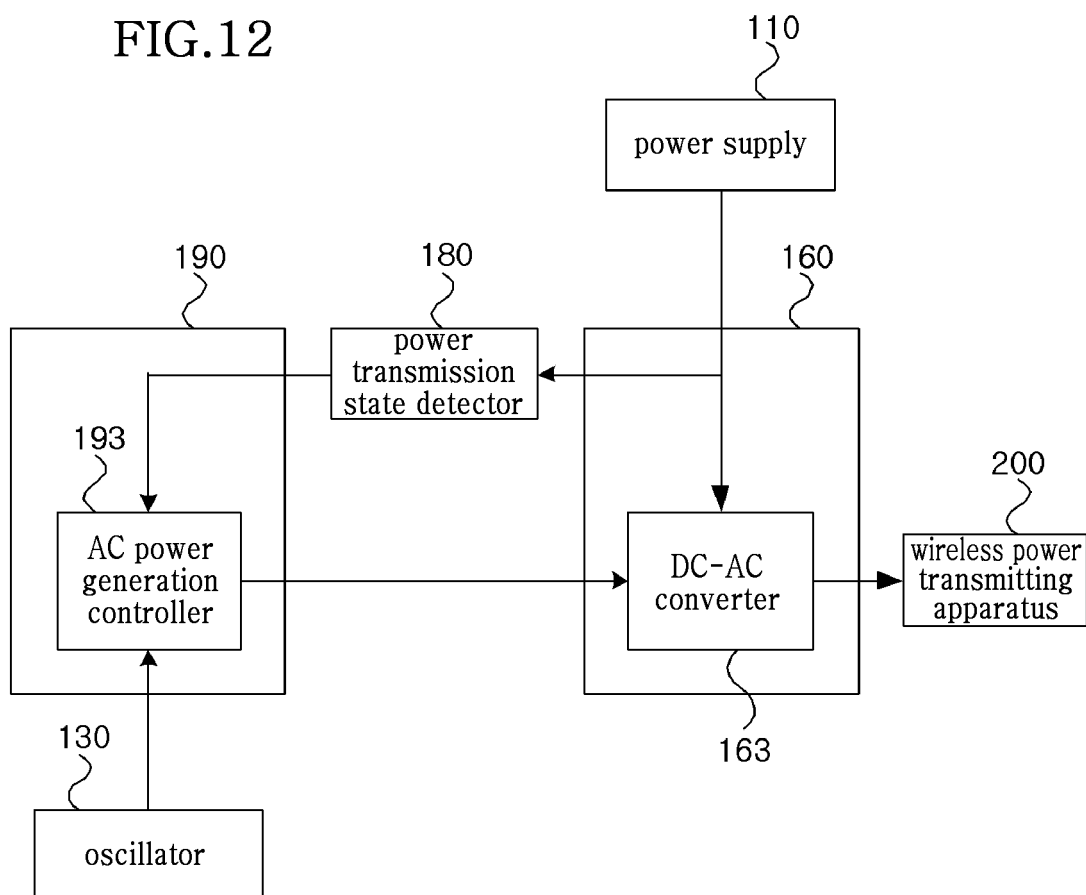 FIG.12
110
power supply
190
180
160
power
transmission
state detector
193
AC power
generation
controller
DC-AC
converter
200
wireless power
transmitting
apparatus
163
130
oscillator